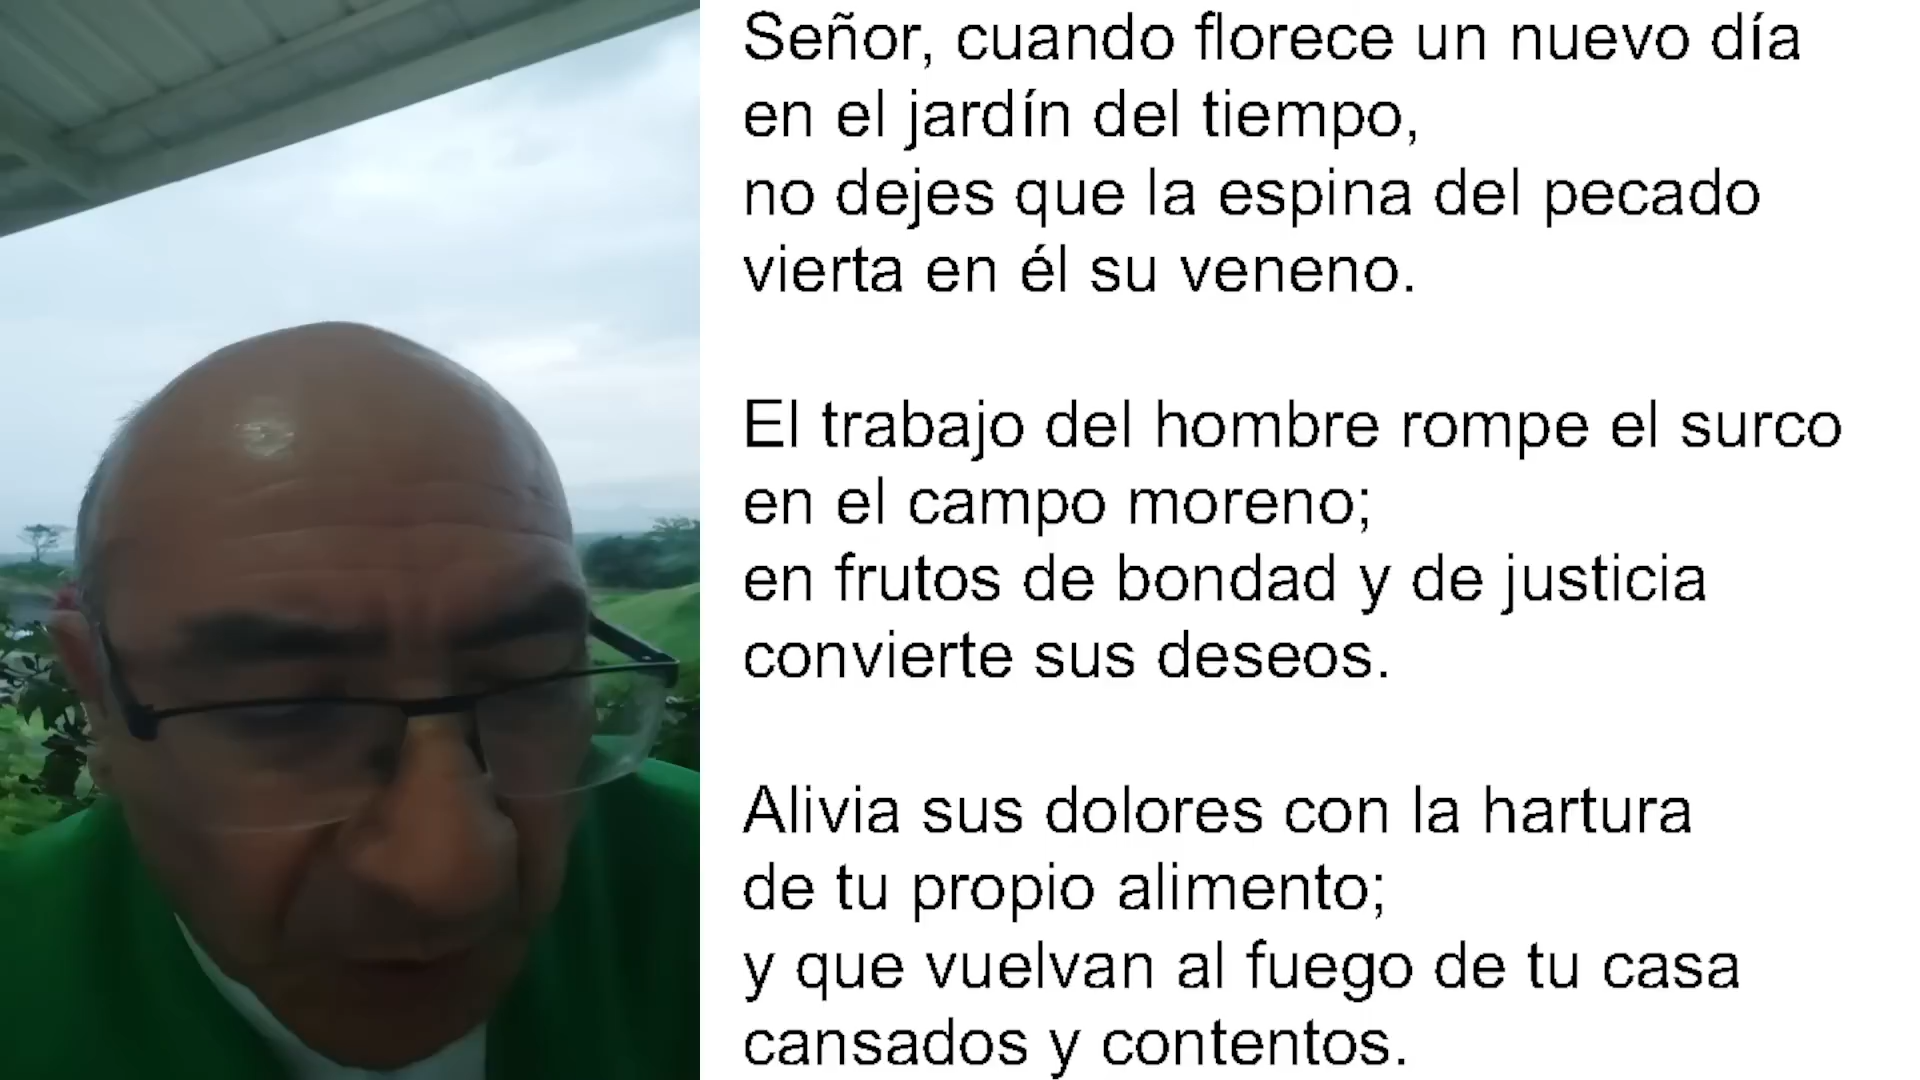 Señor, cuando florece un nuevo día
en el jardín del tiempo,
no dejes que la espina del pecado
vierta en él su veneno.
El trabajo del hombre rompe el surco
en el campo moreno;
en frutos de bondad y de justicia
convierte sus deseos.
Alivia sus dolores con la hartura
de tu propio alimento;
y que vuelvan al fuego de tu casa
cansados y contentos.